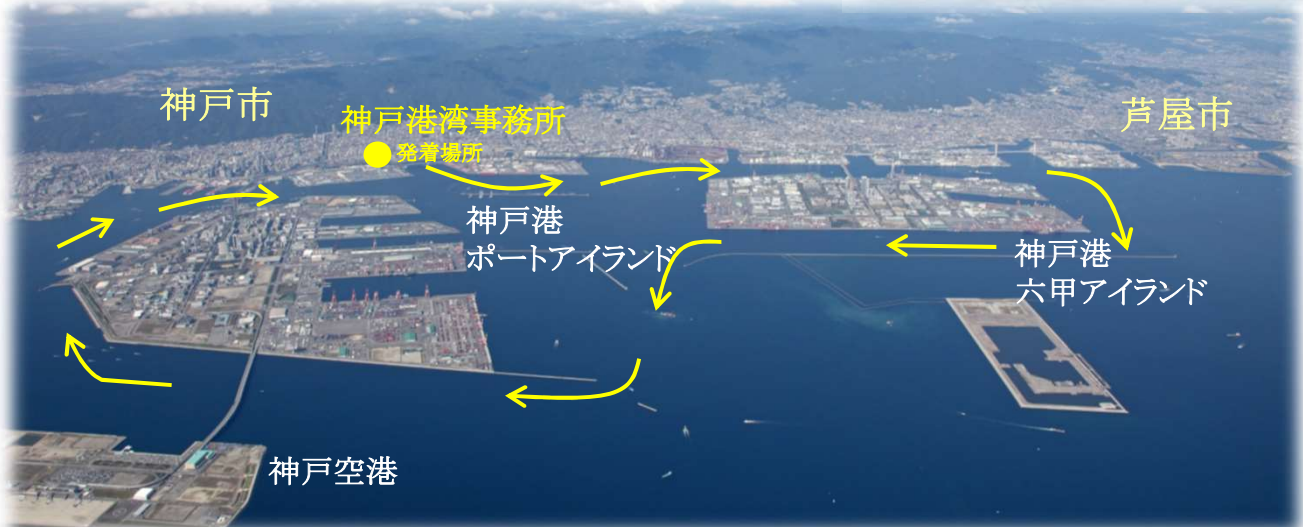 神戸市
神戸港湾事務所
発着場所
芦屋市
神戸港
ポートアイランド
神戸港
六甲アイランド
神戸空港